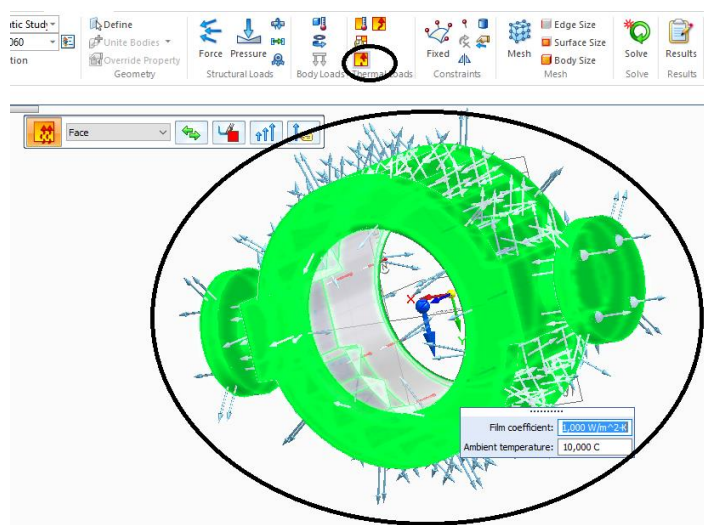 tic Study
Define
Unite Bodies
Override Property
Geometry
Force
Pressure
Structural Loads
Body Loads
Thermal Loads
Fixed
Constraints
Mesh
Edge Size
Surface Size
Body Size
Mesh
Solve
Solve
Results
Results
060
tion
Face
X
Film coefficient: 1,000 W/m^2-K
Ambient temperature: 10,000 C